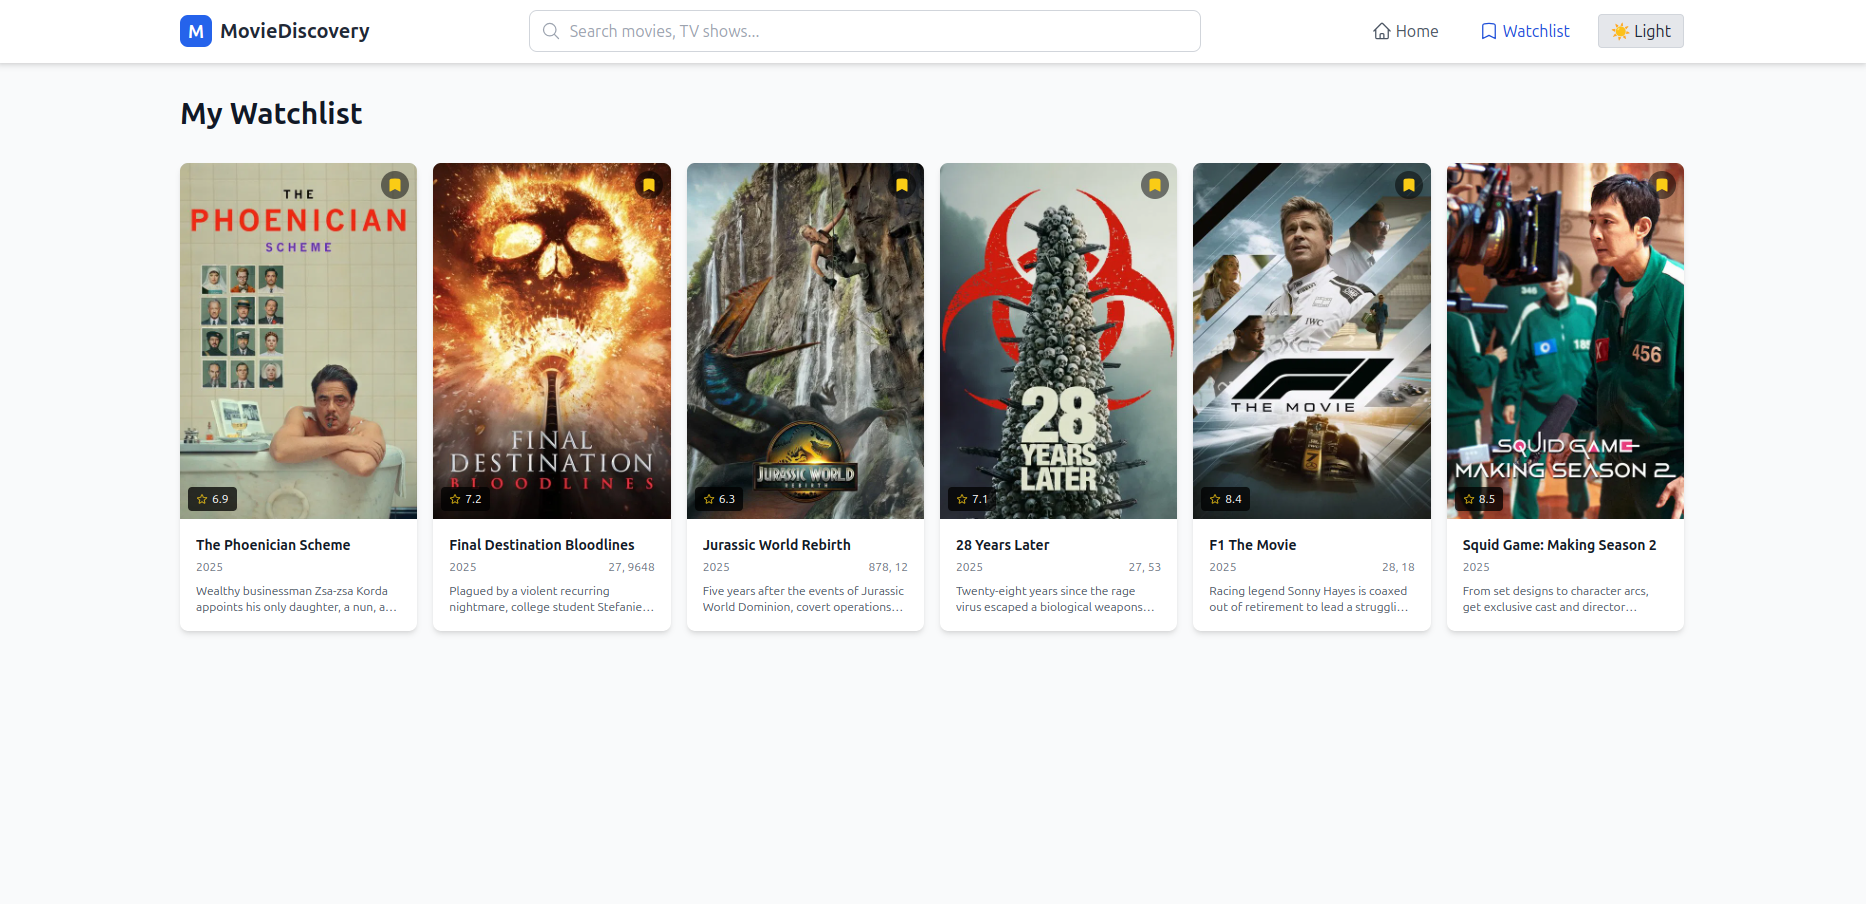 M MovieDiscovery
Search movies, TV shows...
Home
Watchlist
☀️ Light
My Watchlist
THE
PHOENICIAN
SCHEME
6.9
The Phoenician Scheme
2025
Wealthy businessman Zsa-zsa Korda
appoints his only daughter, a nun, a...
FINAL
DESTINATION
BLOODLINES
7.2
Final Destination Bloodlines
2025 27, 9648
Plagued by a violent recurring
nightmare, college student Stefanie...
JURASSIC WORLD
REBIRTH
6.3
Jurassic World Rebirth
2025 878, 12
Five years after the events of Jurassic
World Dominion, covert operations...
28
YEARS
LATER
7.1
28 Years Later
2025 27, 53
Twenty-eight years since the rage
virus escaped a biological weapons...
IWC
F1
THE MOVIE
8.4
F1 The Movie
2025 28, 18
Racing legend Sonny Hayes is coaxed
out of retirement to lead a struggli...
346
456
SQUID GAME
MAKING SEASON 2
8.5
Squid Game: Making Season 2
2025
From set designs to character arcs,
get exclusive cast and director...